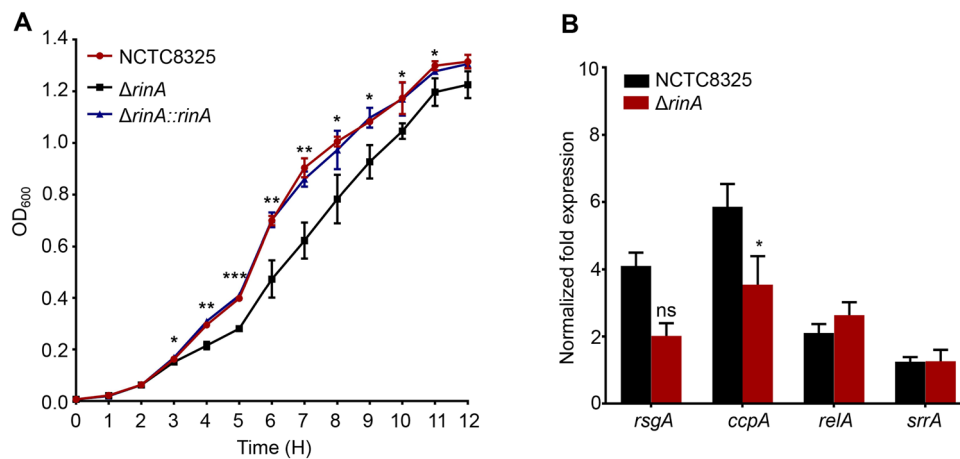 A
NCTC8325
ΔrinA
ΔrinA::rinA
OD600
1.4
1.2
1.0
0.8
0.6
0.4
0.2
0.0
* ** *** ** ** * * * *
0 1 2 3 4 5 6 7 8 9 10 11 12
Time (H)
B
NCTC8325
ΔrinA
Normalized fold expression
10
8
6
4
2
0
ns
*
rsgA ccpA relA srrA